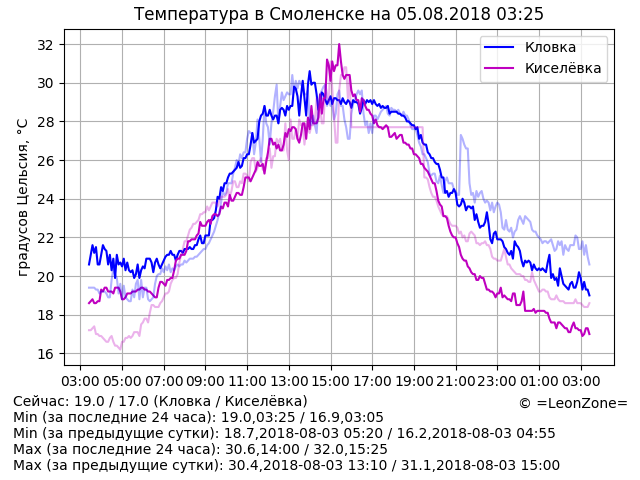 Температура в Смоленске на 05.08.2018 03:25
Кловка
Киселёвка
градусов Цельсия, °C
32
30
28
26
24
22
20
18
16
03:00 05:00 07:00 09:00 11:00 13:00 15:00 17:00 19:00 21:00 23:00 01:00 03:00
Сейчас: 19.0 / 17.0 (Кловка / Киселёвка)
© =LeonZone=
Min (за последние 24 часа): 19.0,03:25 / 16.9,03:05
Min (за предыдущие сутки): 18.7,2018-08-03 05:20 / 16.2,2018-08-03 04:55
Max (за последние 24 часа): 30.6,14:00 / 32.0,15:25
Max (за предыдущие сутки): 30.4,2018-08-03 13:10 / 31.1,2018-08-03 15:00